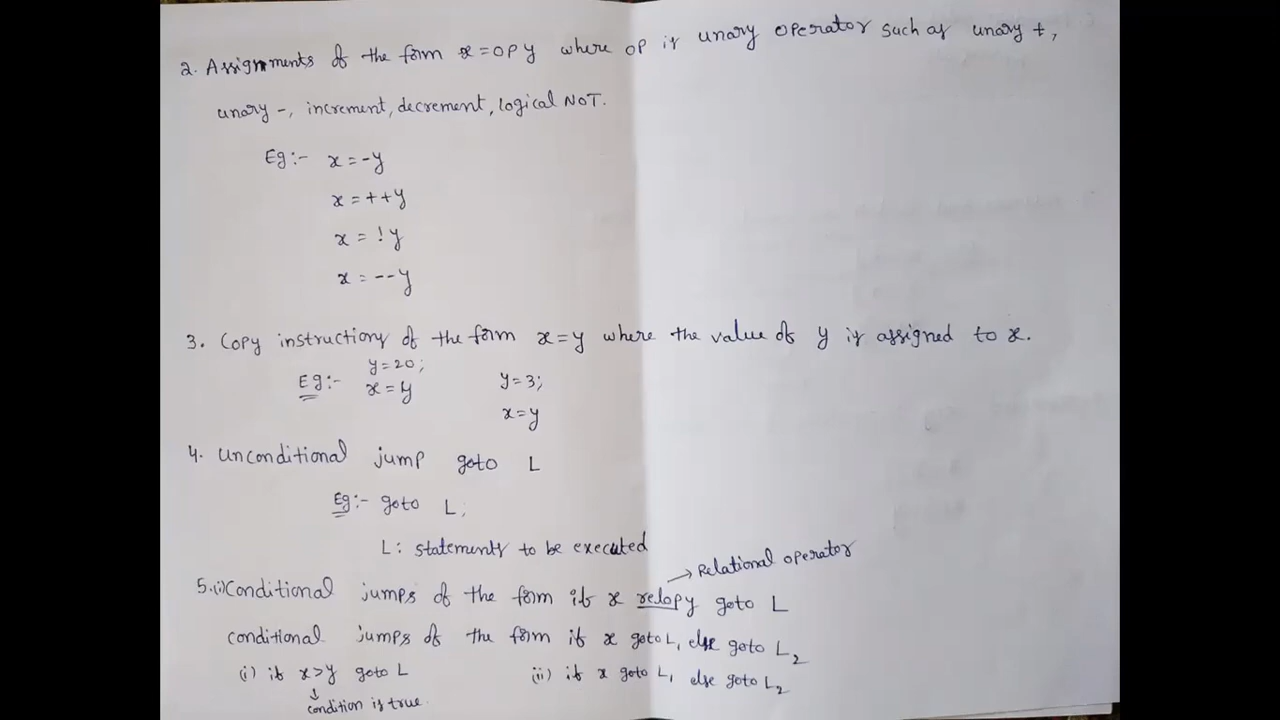 2. Assignments of the form x = op y where op is unary operator such as unary +,
unary -, increment, decrement, logical NOT.
Eg:- x = -y
x = ++y
x = !y
x = --y
3. Copy instructions of the form x=y where the value of y is assigned to x.
y=20;
Eg:- x=y y=3;
x=y
4. Unconditional jump goto L
Eg:- goto L;
L: statements to be executed
→ Relational operator
5.(i) Conditional jumps of the form if x relopy goto L
conditional jumps of the form if x goto L1 else goto L2
(i) if x>y goto L (ii) if x goto L1 else goto L2
↓
condition is true.